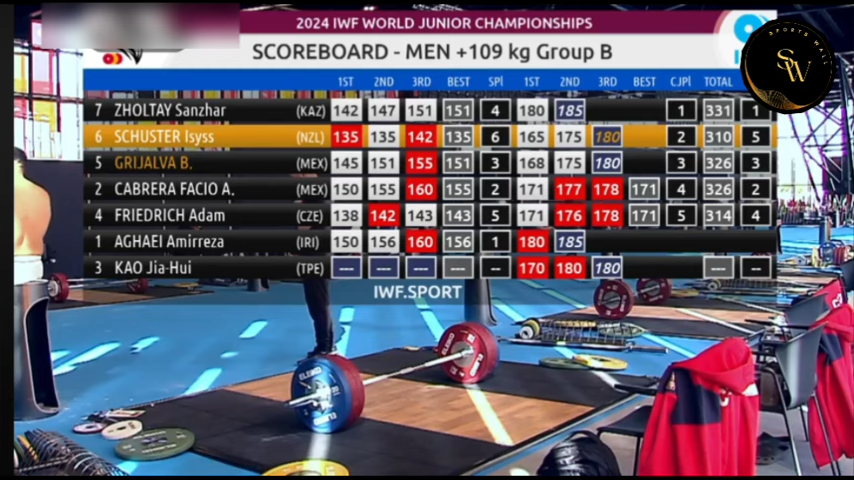 2024 IWF WORLD JUNIOR CHAMPIONSHIPS
SCOREBOARD - MEN +109 kg Group B
SPORTS WALL
SW
1ST 2ND 3RD BEST SPl 1ST 2ND 3RD BEST CJPl TOTAL
7 ZHOLTAY Sanzhar (KAZ) 142 147 151 151 4 180 185 1 331 1
6 SCHUSTER Isyss (NZL) 135 135 142 135 6 165 175 180 2 310 5
5 GRIJALVA B. (MEX) 145 151 155 151 3 168 175 180 3 326 3
2 CABRERA FACIO A. (MEX) 150 155 160 155 2 171 177 178 171 4 326 2
4 FRIEDRICH Adam (CZE) 138 142 143 143 5 171 176 178 171 5 314 4
1 AGHAEI Amirreza (IRI) 150 156 160 156 1 180 185 --
3 KAO Jia-Hui (TPE) --- --- --- --- -- 170 180 180 --- --
IWF.SPORT
ELEIKO